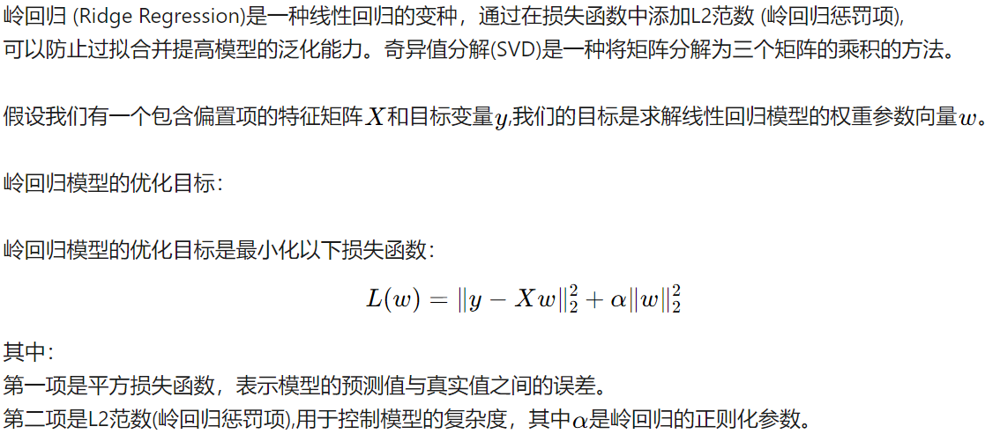 岭回归 (Ridge Regression)是一种线性回归的变种，通过在损失函数中添加L2范数 (岭回归惩罚项),
可以防止过拟合并提高模型的泛化能力。奇异值分解(SVD)是一种将矩阵分解为三个矩阵的乘积的方法。
假设我们有一个包含偏置项的特征矩阵X和目标变量y,我们的目标是求解线性回归模型的权重参数向量w。
岭回归模型的优化目标：
岭回归模型的优化目标是最小化以下损失函数：
L(w) = ‖y − Xw‖₂² + α‖w‖₂²
其中：
第一项是平方损失函数，表示模型的预测值与真实值之间的误差。
第二项是L2范数(岭回归惩罚项),用于控制模型的复杂度，其中α是岭回归的正则化参数。